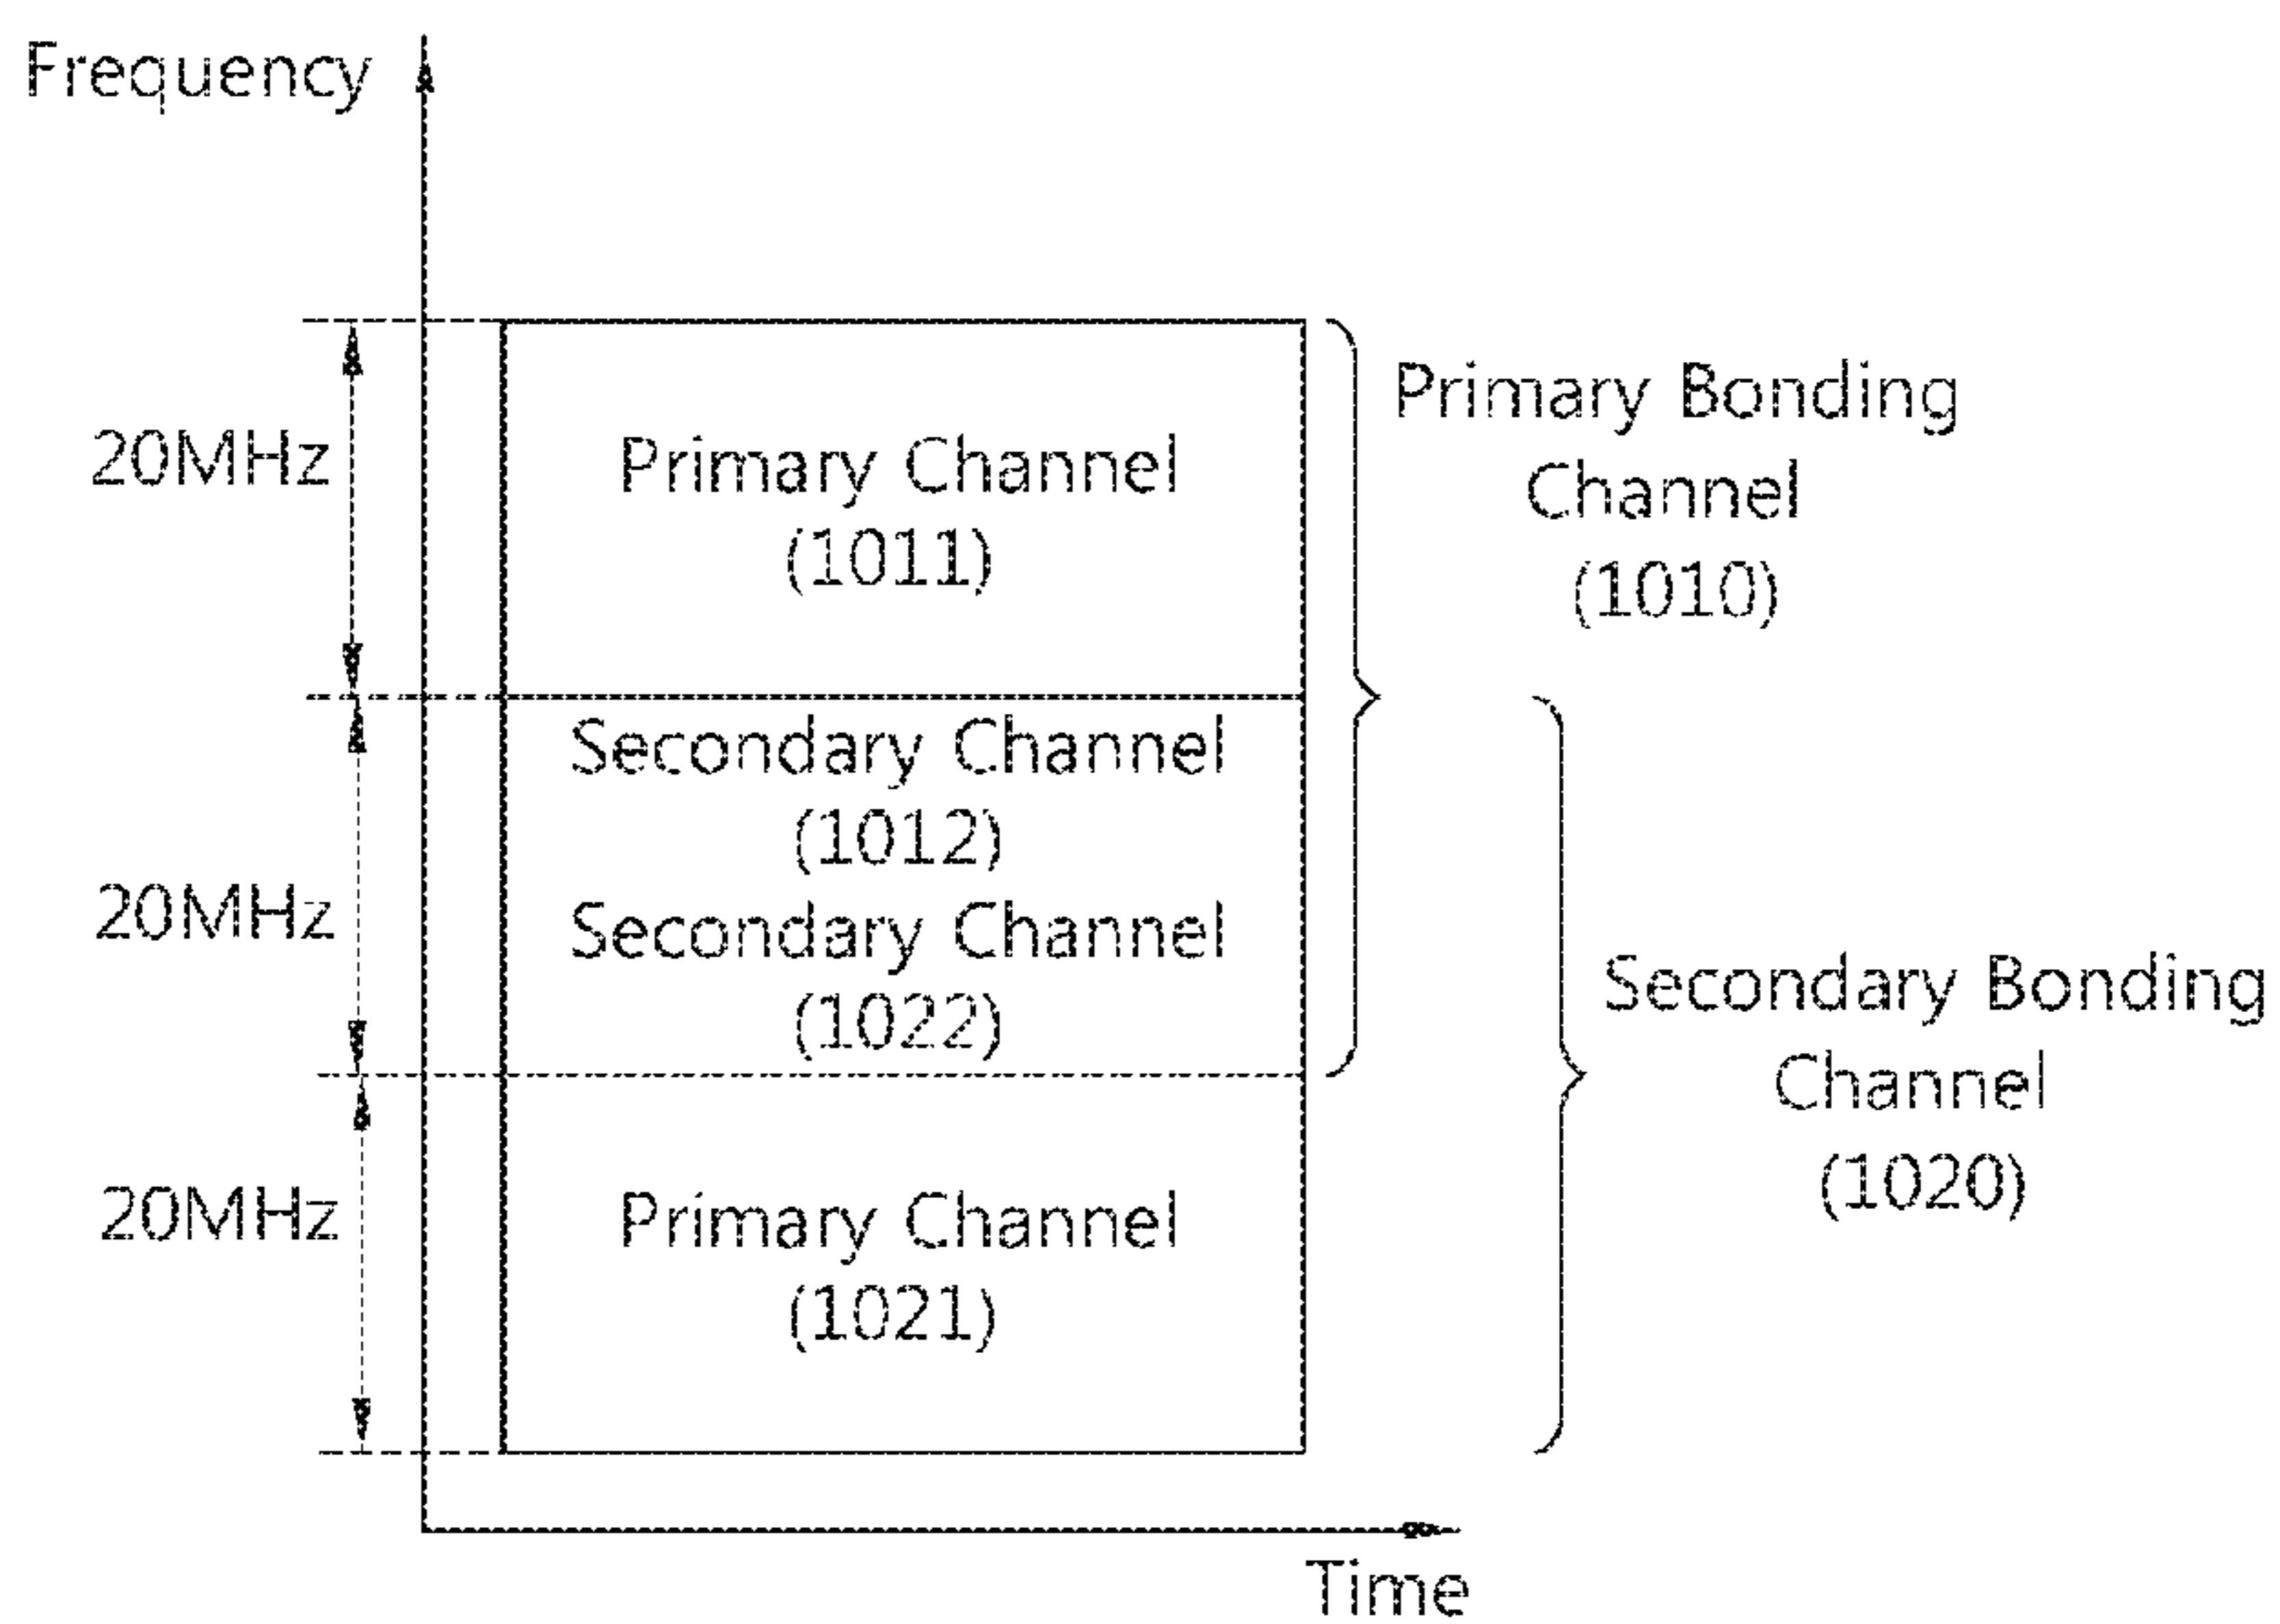 Frequency
20MHz
Primary Channel
(1011)
Primary Bonding
Channel
(1010)
20MHz
Secondary Channel
(1012)
Secondary Channel
(1022)
Secondary Bonding
Channel
(1020)
20MHz
Primary Channel
(1021)
Time